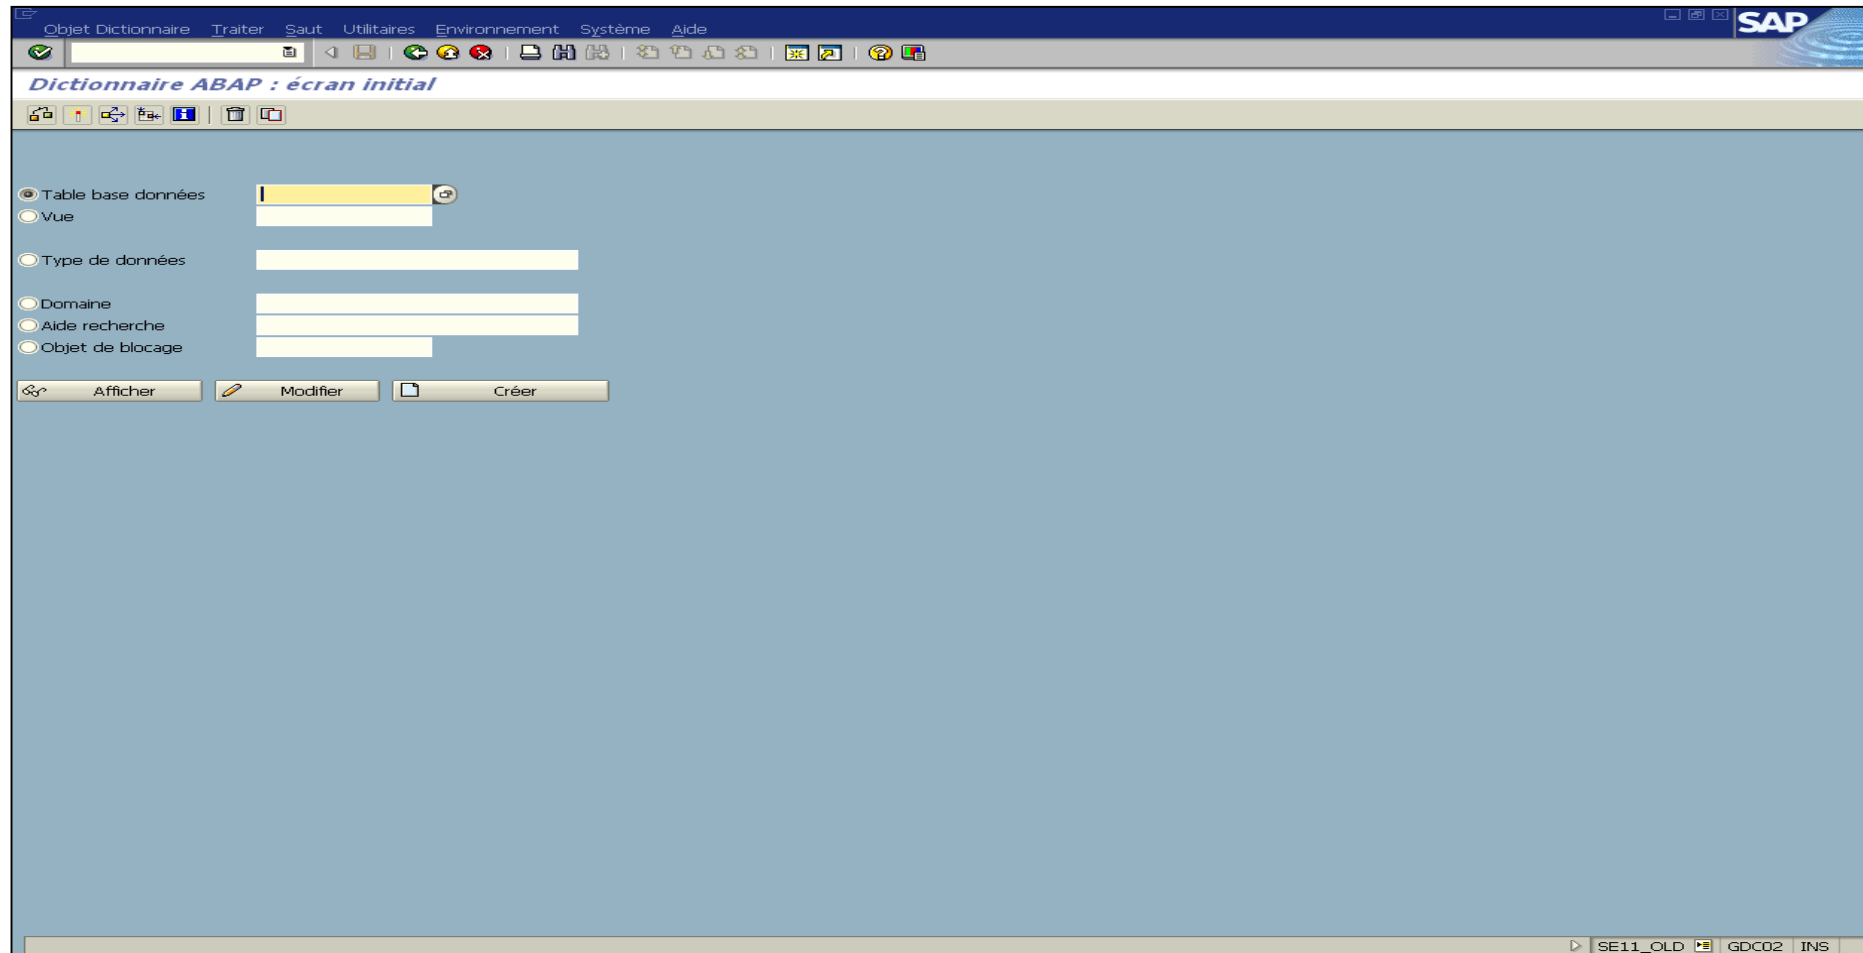 Objet Dictionnaire Traiter Saut Utilitaires Environnement Système Aide
SAP
Dictionnaire ABAP : écran initial
Table base données
Vue
Type de données
Domaine
Aide recherche
Objet de blocage
Afficher Modifier Créer
SE11_OLD GDC02 INS